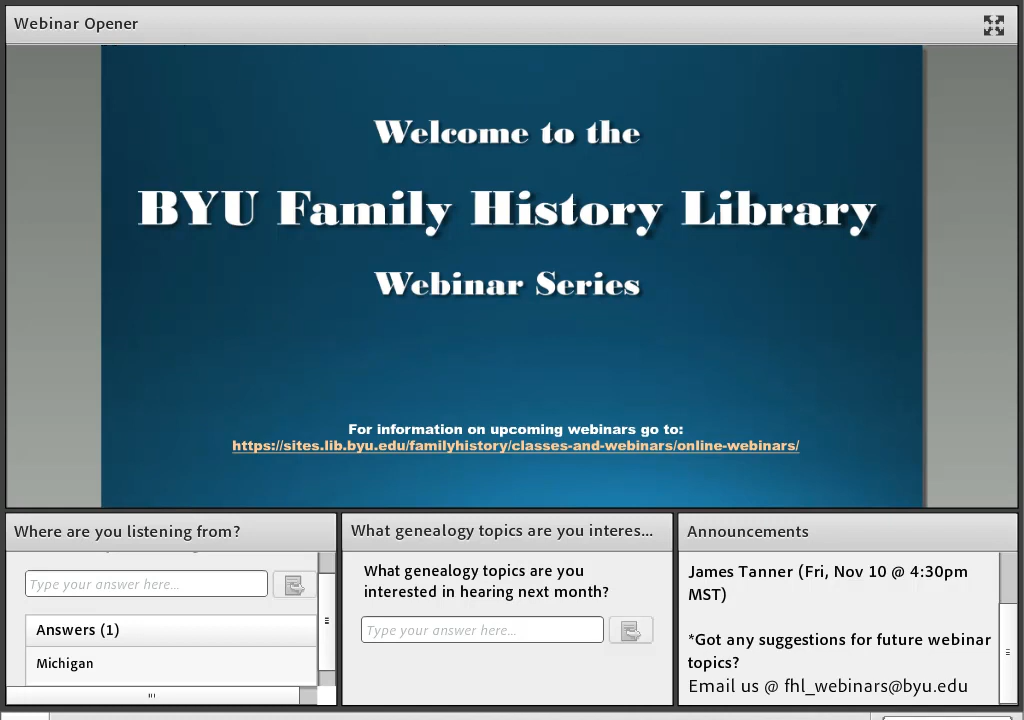 Webinar Opener
Welcome to the
BYU Family History Library
Webinar Series
For information on upcoming webinars go to:
https://sites.lib.byu.edu/familyhistory/classes-and-webinars/online-webinars/
Where are you listening from?
Type your answer here...
Answers (1)
Michigan
What genealogy topics are you interes...
What genealogy topics are you
interested in hearing next month?
Type your answer here...
Announcements
James Tanner (Fri, Nov 10 @ 4:30pm
MST)
*Got any suggestions for future webinar
topics?
Email us @ fhl_webinars@byu.edu